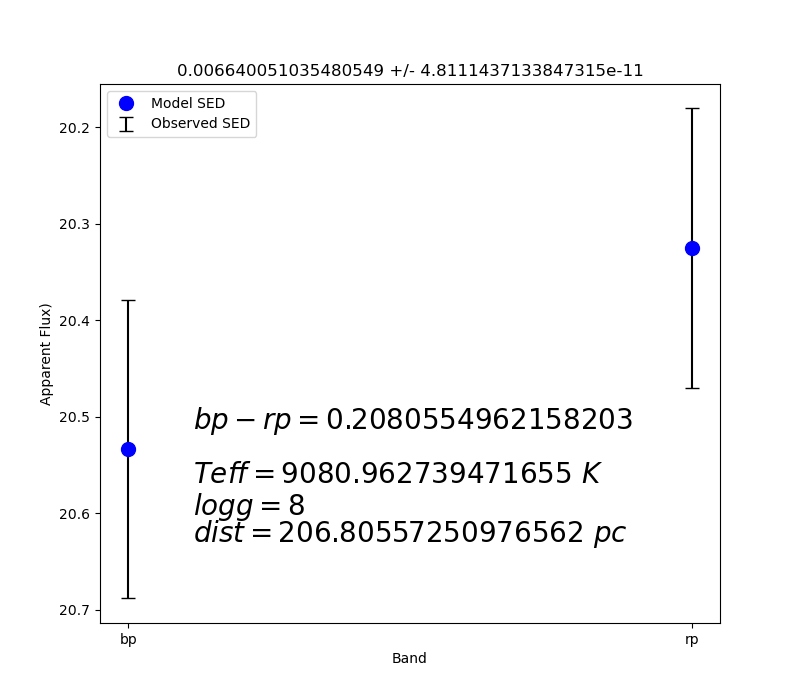 0.006640051035480549 +/- 4.8111437133847315e-11
Model SED
Observed SED
20.2
20.3
20.4
20.5
20.6
20.7
Apparent Flux)
bp − rp = 0.2080554962158203
Teff = 9080.962739471655 K
logg = 8
dist = 206.80557250976562 pc
bp
rp
Band